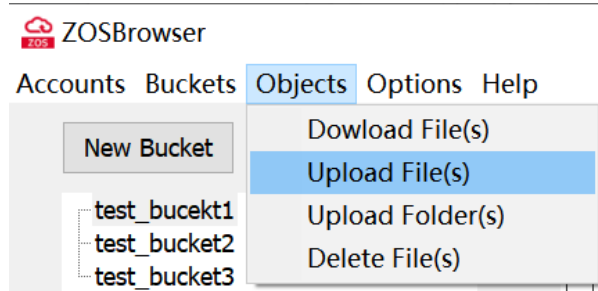 ZOS ZOSBrowser
Accounts Buckets Objects Options Help
New Bucket
Dowload File(s)
Upload File(s)
Upload Folder(s)
Delete File(s)
test_bucekt1
test_bucket2
test_bucket3